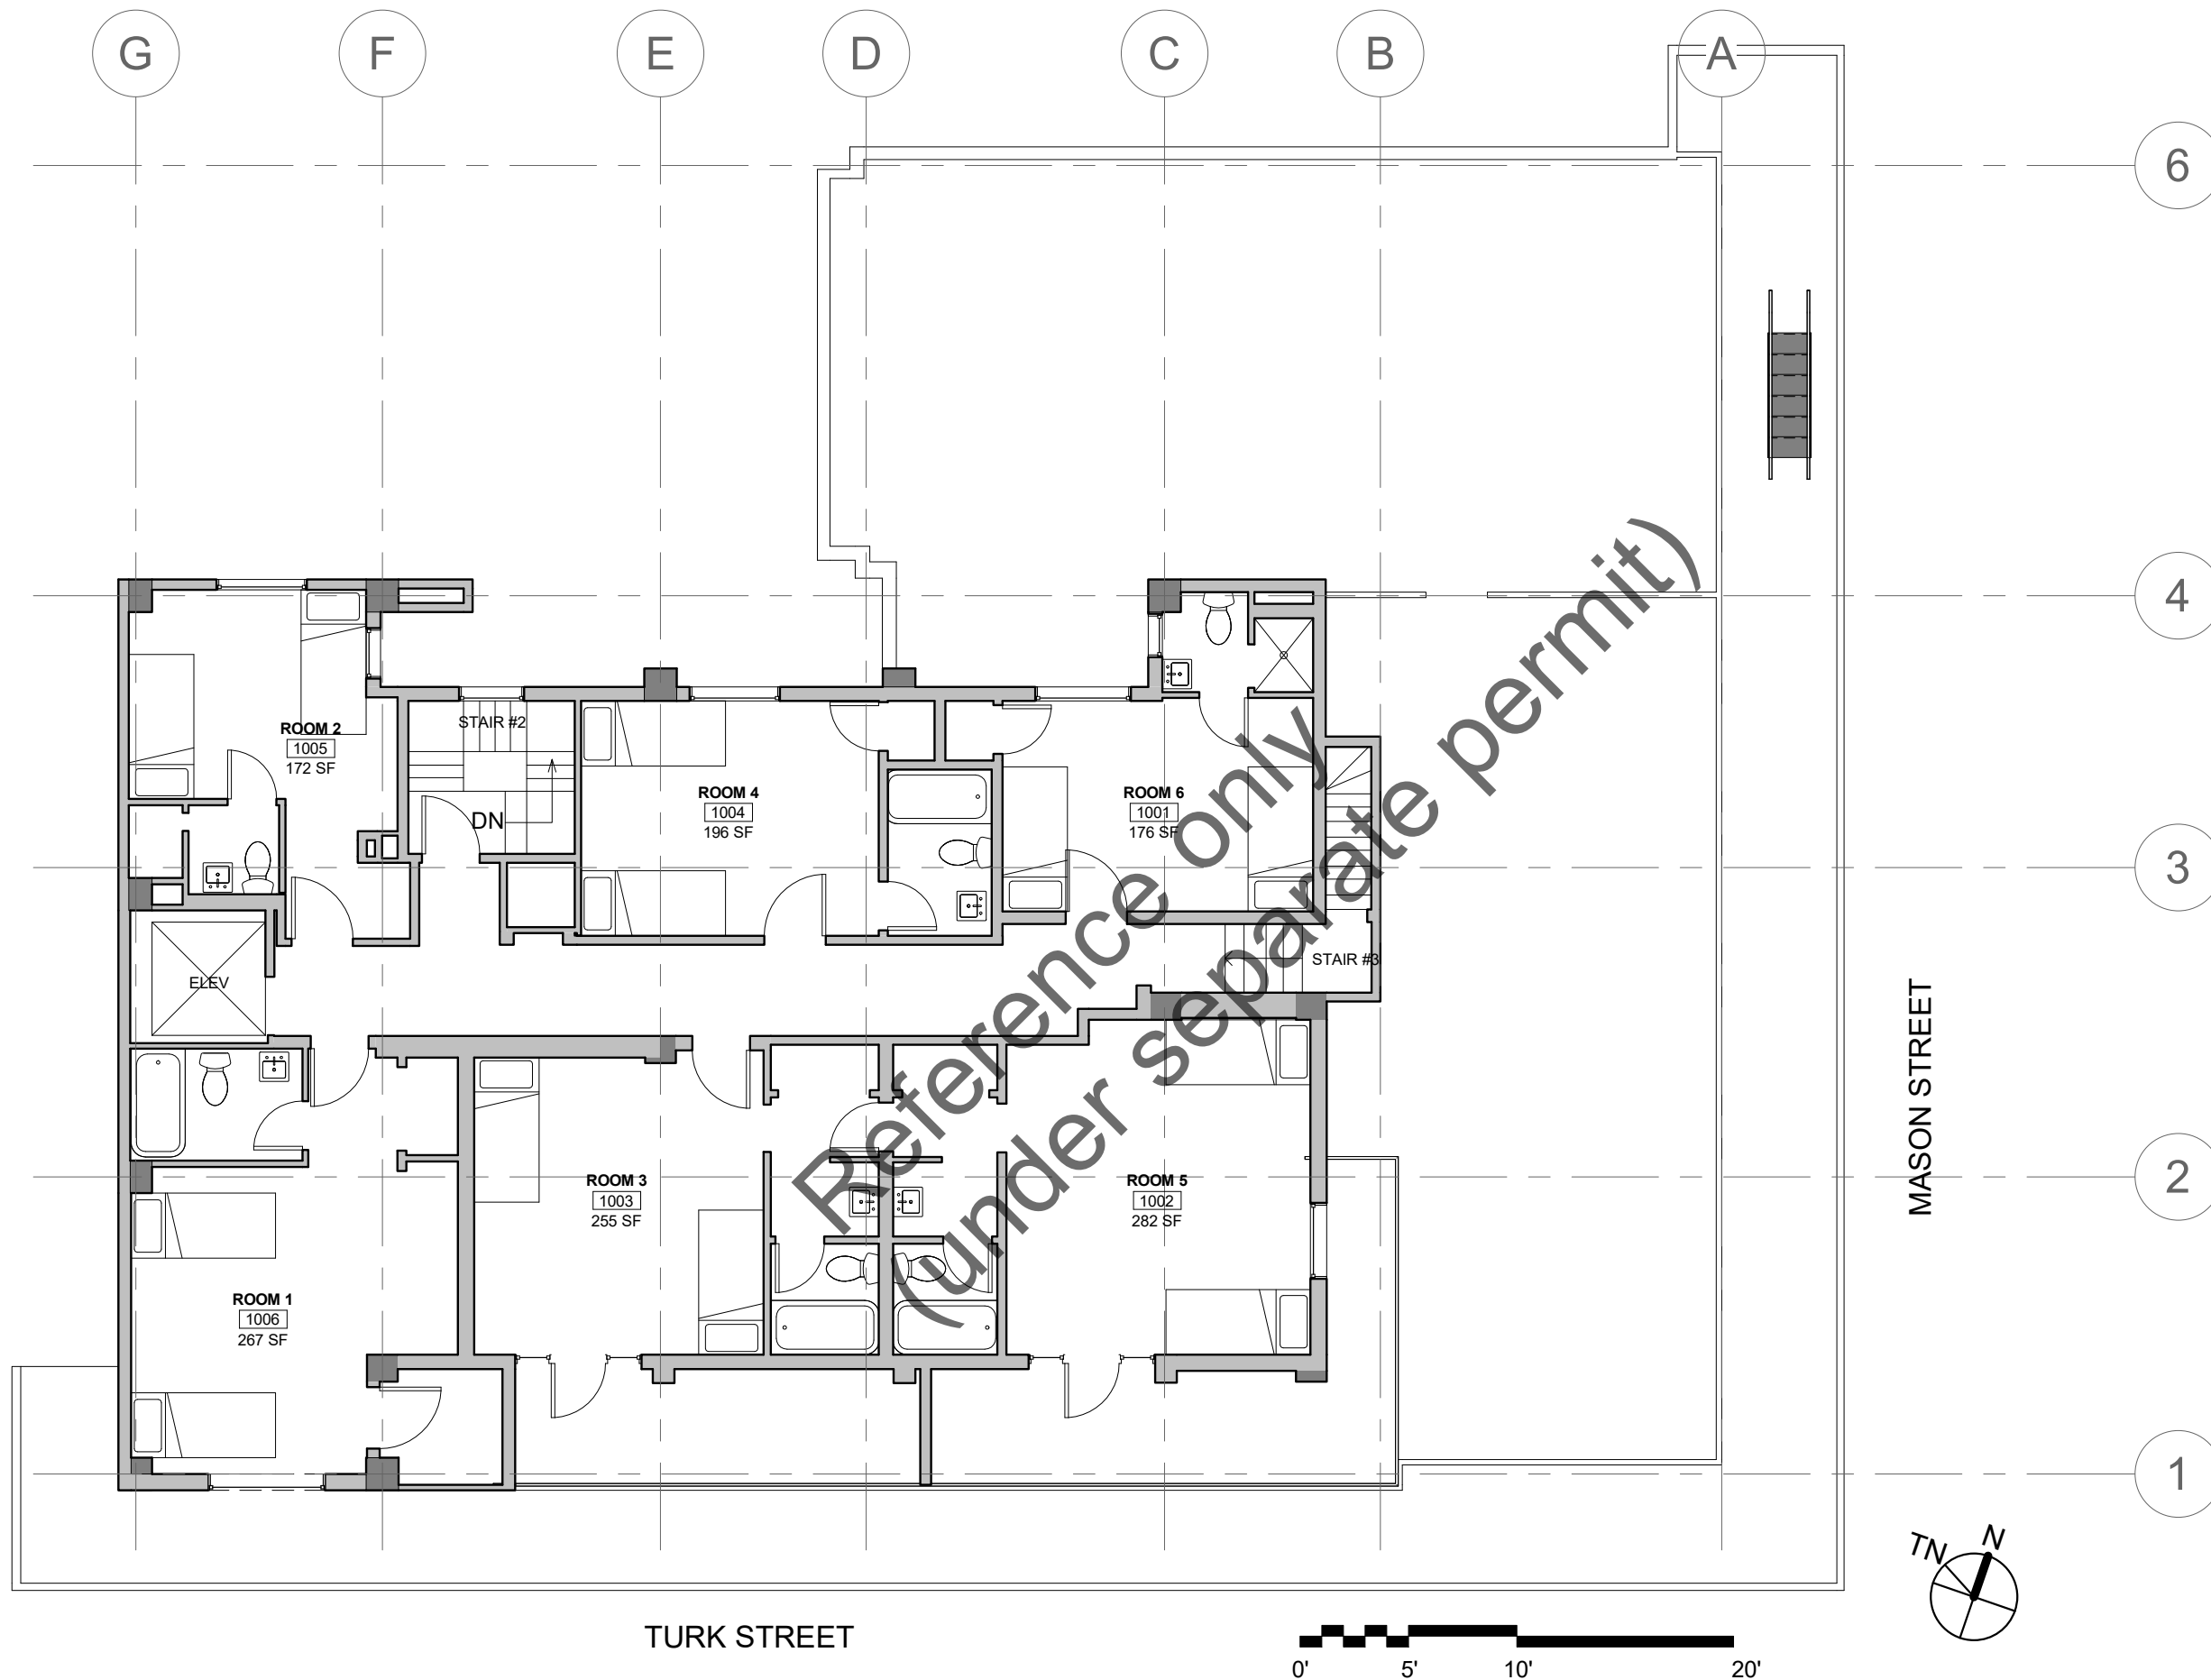 G F E D C B A
6
4
3
2
1
ROOM 2
1005
172 SF
STAIR #2
DN
ROOM 4
1004
196 SF
ROOM 6
1001
176 SF
ELEV
STAIR #3
ROOM 3
1003
255 SF
ROOM 5
1002
282 SF
ROOM 1
1006
267 SF
Reference only
(under separate permit)
MASON STREET
TURK STREET
TN N
0' 5' 10' 20'